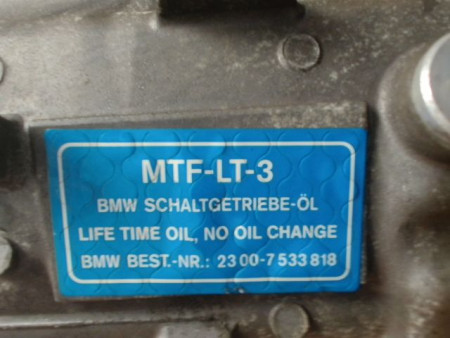 MTF-LT-3
BMW SCHALTGETRIEBE-ÖL
LIFE TIME OIL, NO OIL CHANGE
BMW BEST.-NR.: 23 00-7 533 818